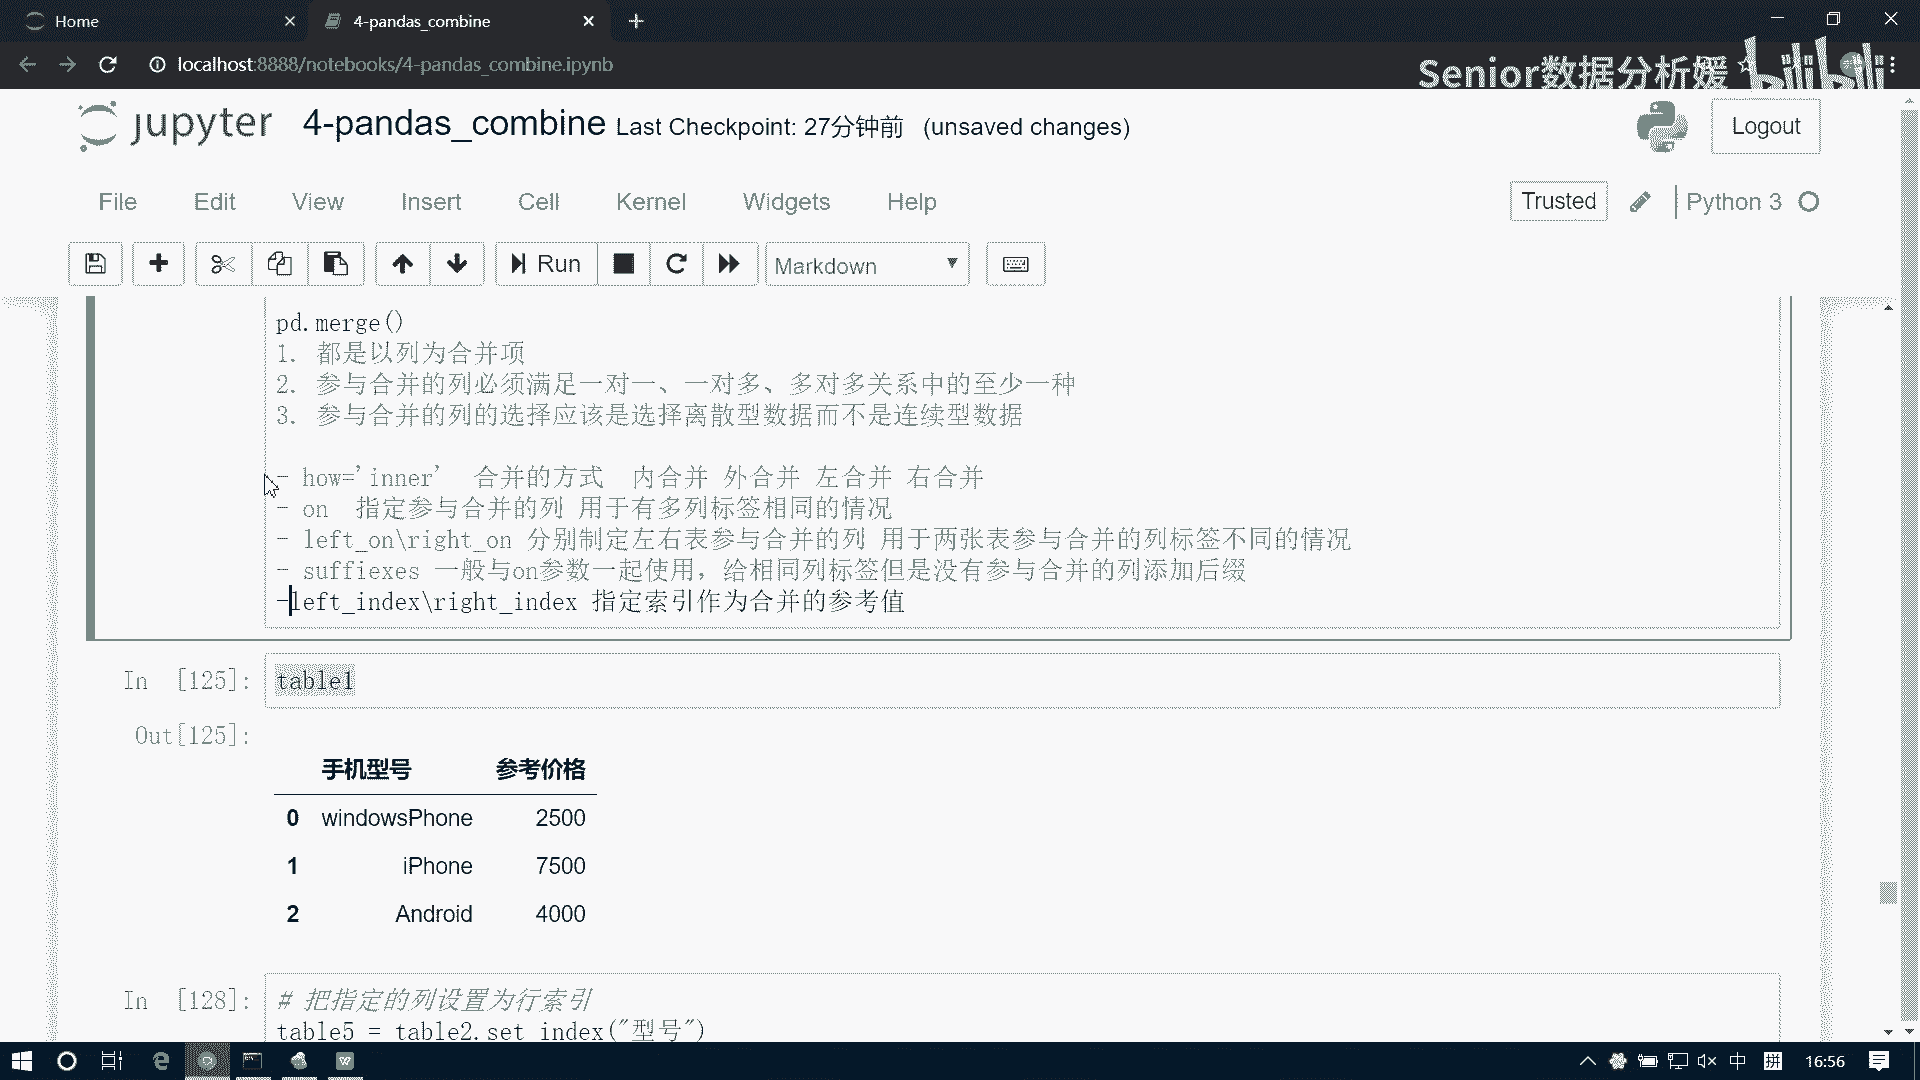 Home
4-pandas_combine
localhost:8888/notebooks/4-pandas_combine.ipynb
Senior数据分析媛 bilibili
jupyter 4-pandas_combine Last Checkpoint: 27分钟前 (unsaved changes)
Logout
File Edit View Insert Cell Kernel Widgets Help
Trusted Python 3
Run Markdown
pd.merge()
1. 都是以列为合并项
2. 参与合并的列必须满足一对一、一对多、多对多关系中的至少一种
3. 参与合并的列的选择应该是选择离散型数据而不是连续型数据
- how='inner' 合并的方式 内合并 外合并 左合并 右合并
- on 指定参与合并的列 用于有多列标签相同的情况
- left_on\right_on 分别制定左右表参与合并的列 用于两张表参与合并的列标签不同的情况
- suffiexes 一般与on参数一起使用，给相同列标签但是没有参与合并的列添加后缀
-left_index\right_index 指定索引作为合并的参考值
In [125]: table1
Out[125]:
手机型号 参考价格
0 windowsPhone 2500
1 iPhone 7500
2 Android 4000
In [128]: # 把指定的列设置为行索引
table5 = table2.set_index("型号")
中 拼 16:56